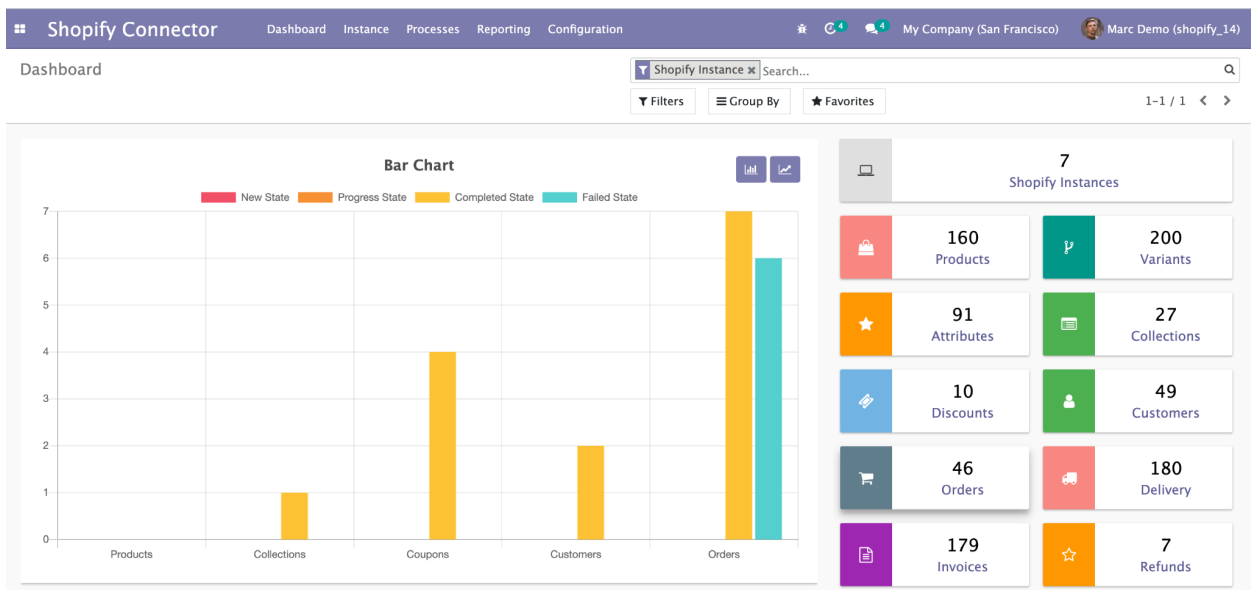 Shopify Connector Dashboard Instance Processes Reporting Configuration 4 4 My Company (San Francisco) Marc Demo (shopify_14)
Dashboard
Shopify Instance × Search...
Filters Group By Favorites 1-1 / 1
Bar Chart
New State Progress State Completed State Failed State
7
6
5
4
3
2
1
0
Products Collections Coupons Customers Orders
7
Shopify Instances
160
Products
200
Variants
91
Attributes
27
Collections
10
Discounts
49
Customers
46
Orders
180
Delivery
179
Invoices
7
Refunds